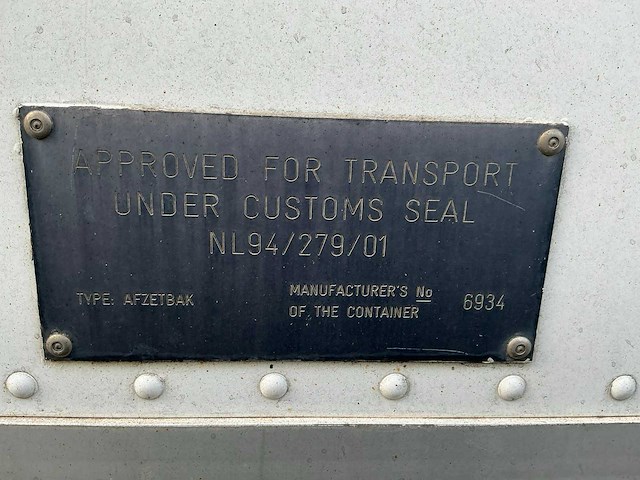 APPROVED FOR TRANSPORT
UNDER CUSTOMS SEAL
NL94/279/01
TYPE: AFZETBAK
MANUFACTURER'S No
OF THE CONTAINER 6934